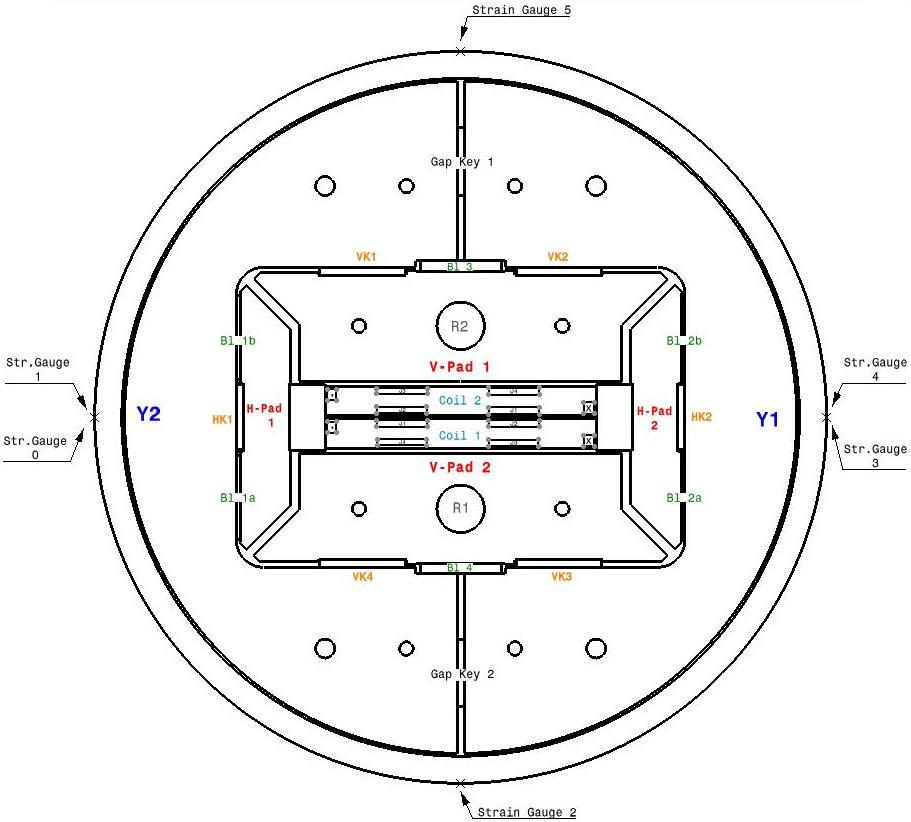 Strain Gauge 5
Gap Key 1
VK1
VK2
Bl 3
R2
Bl 1b
Bl 2b
Str.Gauge
1
Str.Gauge
4
V-Pad 1
Coil 2
Y2
HK1
H-Pad
1
H-Pad
2
HK2
Y1
Coil 1
Str.Gauge
0
Str.Gauge
3
V-Pad 2
Bl 1a
Bl 2a
R1
Bl 4
VK4
VK3
Gap Key 2
Strain Gauge 2